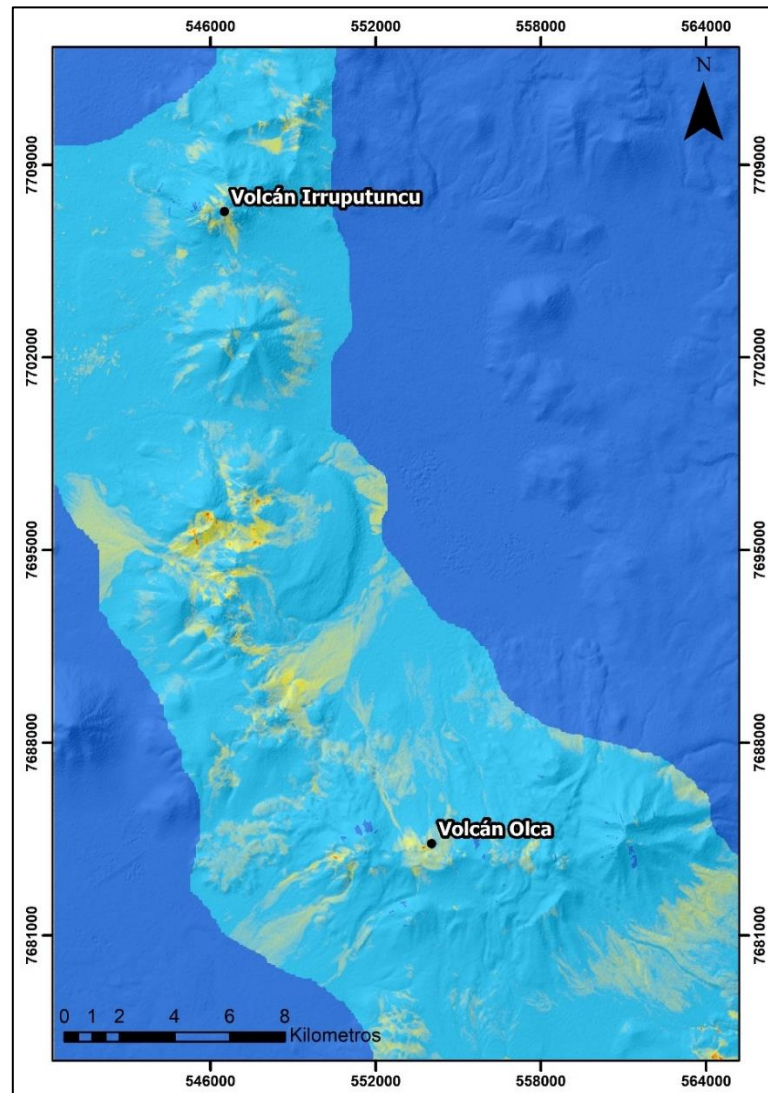 546000 552000 558000 564000
N
7709000 7709000
Volcán Irruputuncu
7702000 7702000
7695000 7695000
7688000 7688000
Volcán Olca
7681000 7681000
0 1 2 4 6 8
Kilometros
546000 552000 558000 564000